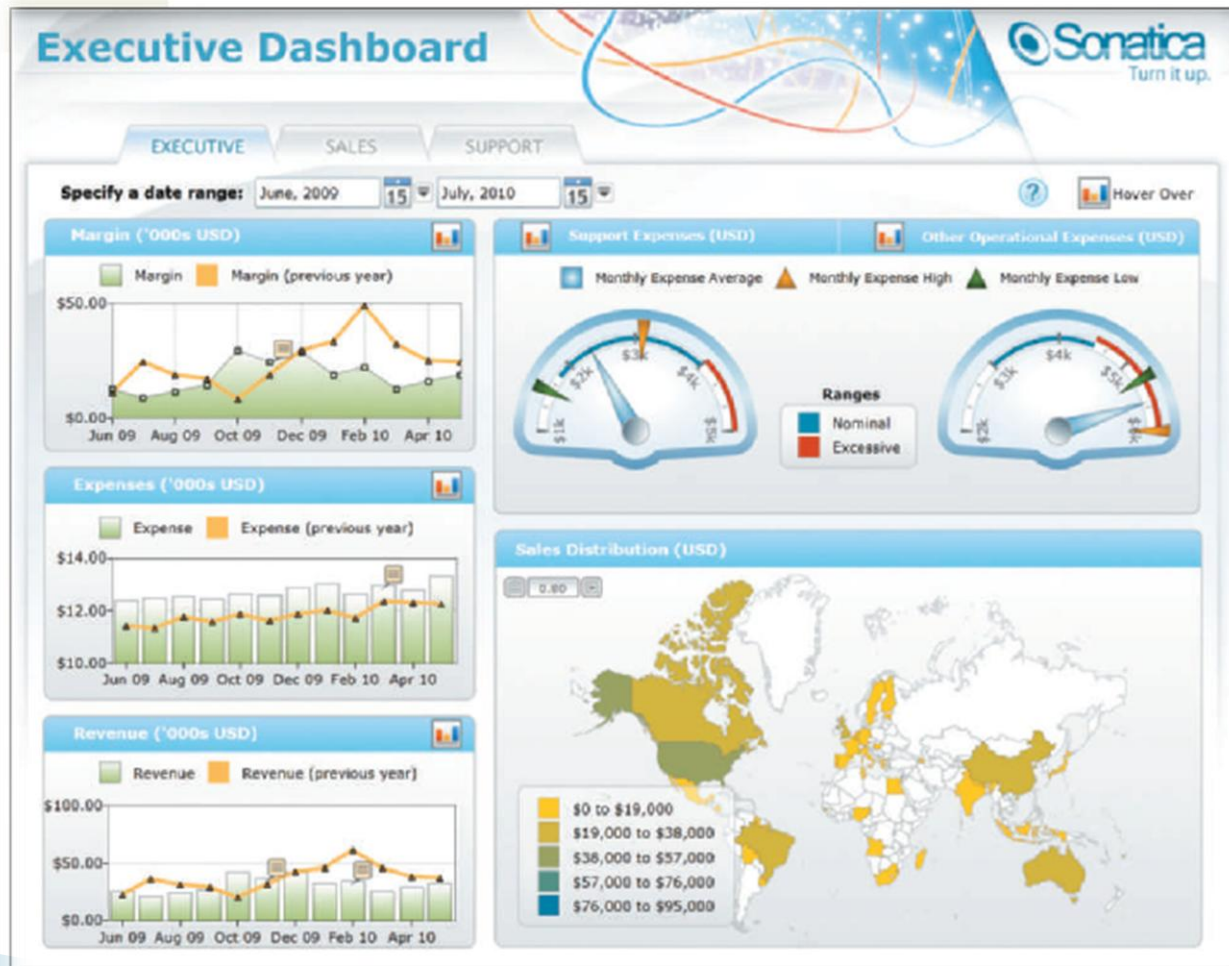 Executive Dashboard
Sonatica
Turn it up.
EXECUTIVE
SALES
SUPPORT
Specify a date range:
June, 2009
15
July, 2010
15
?
Hover Over
Margin ('000s USD)
Margin
Margin (previous year)
$50.00
$0.00
Jun 09 Aug 09 Oct 09 Dec 09 Feb 10 Apr 10
Expenses ('000s USD)
Expense
Expense (previous year)
$14.00
$12.00
$10.00
Jun 09 Aug 09 Oct 09 Dec 09 Feb 10 Apr 10
Revenue ('000s USD)
Revenue
Revenue (previous year)
$100.00
$50.00
$0.00
Jun 09 Aug 09 Oct 09 Dec 09 Feb 10 Apr 10
Support Expenses (USD)
Other Operational Expenses (USD)
Monthly Expense Average
Monthly Expense High
Monthly Expense Low
$1k
$2k
$3k
$4k
$5k
Ranges
Nominal
Excessive
$2k
$3k
$4k
$5k
$6k
Sales Distribution (USD)
0.80
$0 to $19,000
$19,000 to $38,000
$38,000 to $57,000
$57,000 to $76,000
$76,000 to $95,000